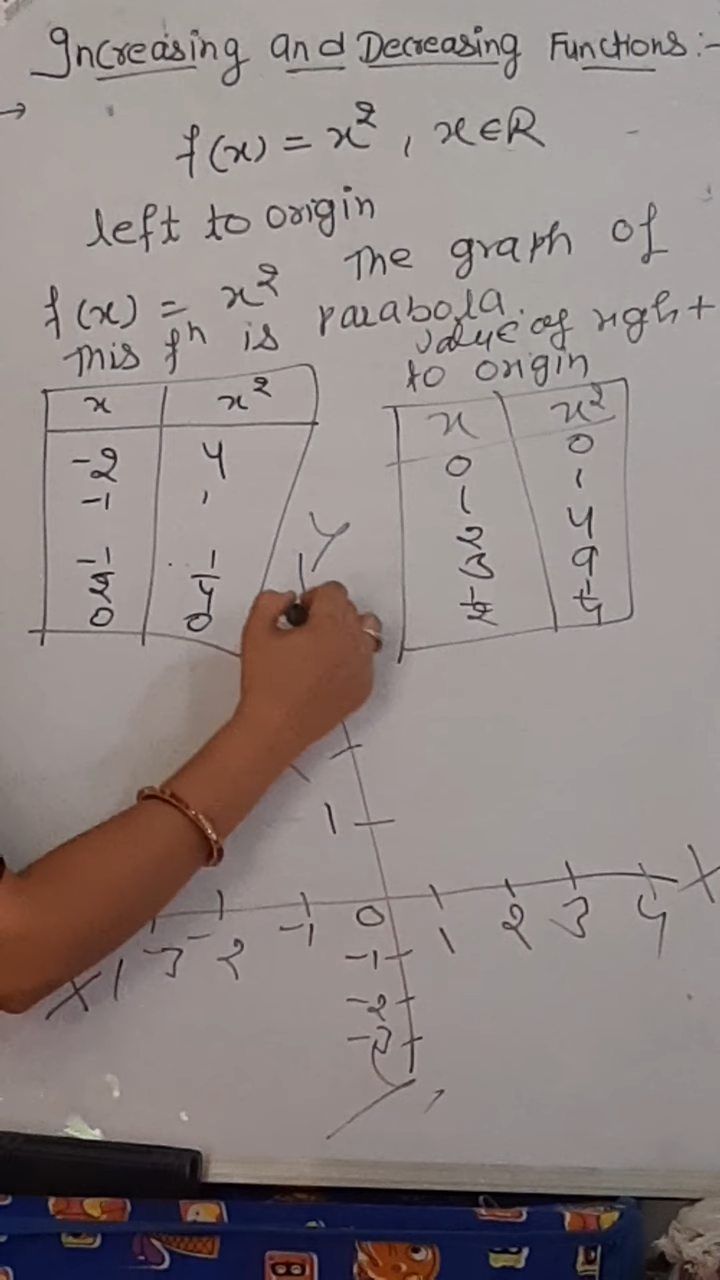 Increasing and Decreasing Functions:-
→ f(x) = x², x∈R
left to origin
f(x) = x² The graph of
this fⁿ is parabola.
value of right
to origin
x x²
-2 4
-1 1
-1/2 1/4
0 0
x x²
0 0
1 1
2 4
3 9
1/2 1/4
Y
1
X' -3 -2 -1 0 1 2 3 4 X
-1
-2
-3
Y'